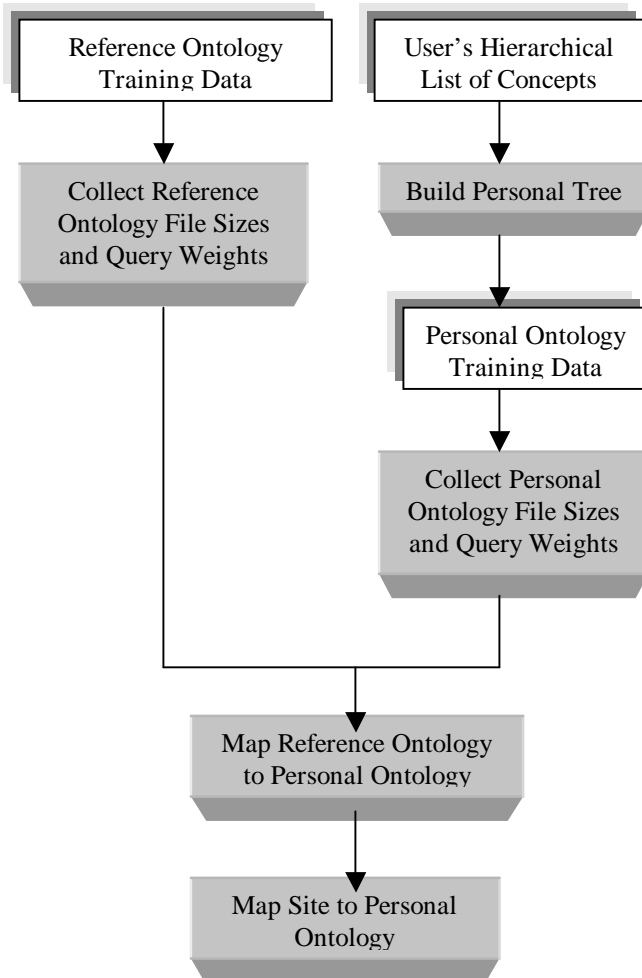 Reference Ontology
Training Data
User's Hierarchical
List of Concepts
Collect Reference
Ontology File Sizes
and Query Weights
Build Personal Tree
Personal Ontology
Training Data
Collect Personal
Ontology File Sizes
and Query Weights
Map Reference Ontology
to Personal Ontology
Map Site to Personal
Ontology